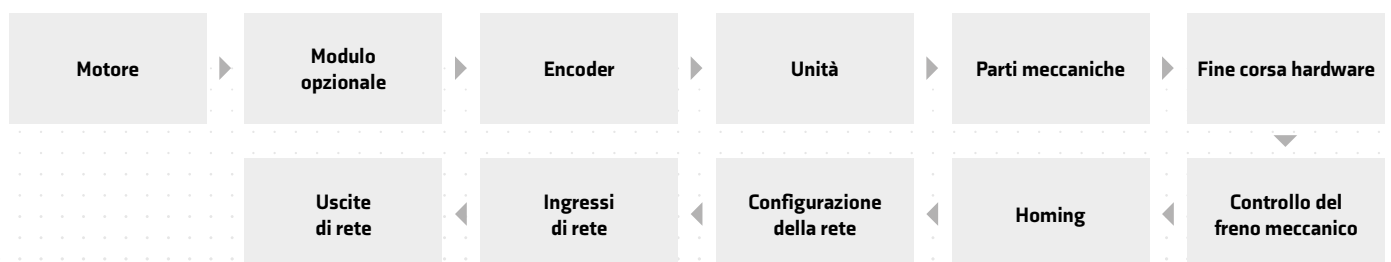 Motore
Modulo
opzionale
Encoder
Unità
Parti meccaniche
Fine corsa hardware
Controllo del
freno meccanico
Homing
Configurazione
della rete
Ingressi
di rete
Uscite
di rete